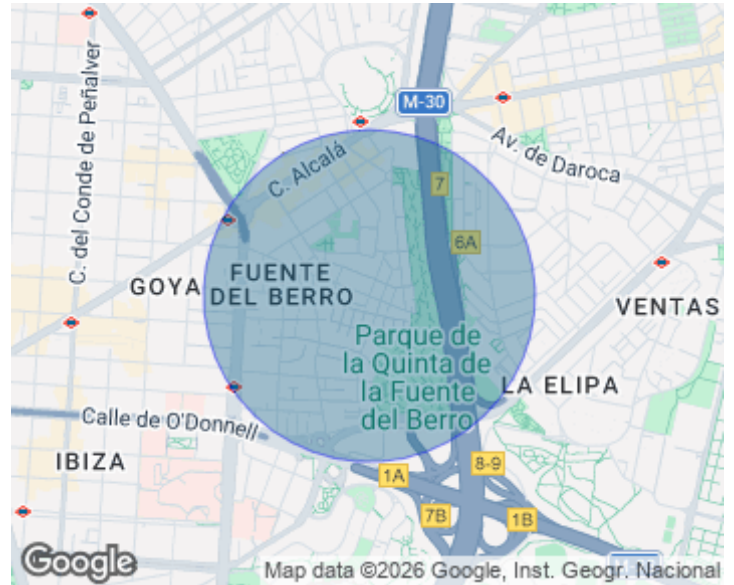 C. del Conde de Peñalver
M-30
Av. de Daroca
C. Alcalá
7
6A
GOYA
FUENTE
DEL BERRO
VENTAS
Parque de
la Quinta de
la Fuente
del Berro
LA ELIPA
Calle de O'Donnell
IBIZA
1A
8-9
7B
1B
Google
Map data ©2026 Google, Inst. Geogr. Nacional